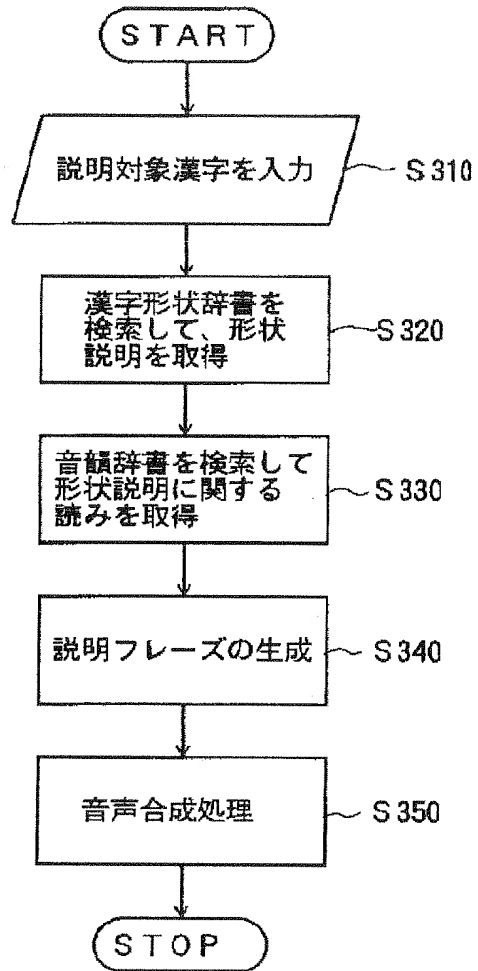 START
説明対象漢字を入力
S310
漢字形状辞書を
検索して、形状
説明を取得
S320
音韻辞書を検索して
形状説明に関する
読みを取得
S330
説明フレーズの生成
S340
音声合成処理
S350
STOP